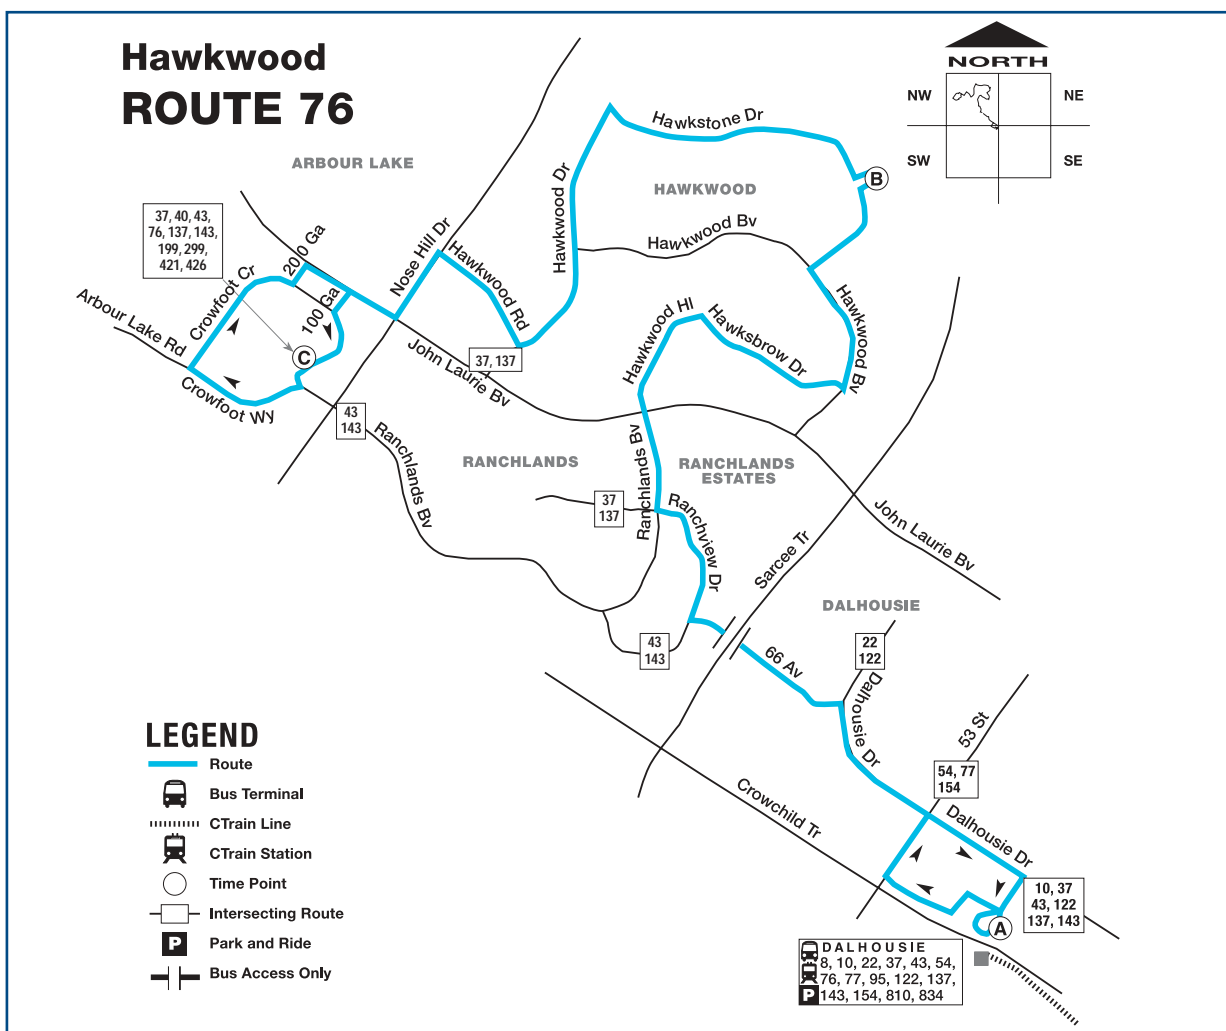 Hawkwood
ROUTE 76
NORTH
NW
NE
SW
SE
ARBOUR LAKE
37, 40, 43,
76, 137, 143,
199, 299,
421, 426
200 Ga
100 Ga
Crowfoot Cr
Arbour Lake Rd
Crowfoot Wy
C
Nose Hill Dr
Hawkwood Rd
Hawkwood Dr
Hawkstone Dr
HAWKWOOD
B
Hawkwood Bv
Hawkwood Bv
Hawkwood Hl
Hawksbrow Dr
37, 137
John Laurie Bv
43
143
Ranchlands Bv
RANCHLANDS
Ranchlands Bv
RANCHLANDS
ESTATES
37
137
Ranchview Dr
Sarcee Tr
John Laurie Bv
DALHOUSIE
43
143
22
122
66 Av
Dalhousie Dr
53 St
54, 77
154
Crowchild Tr
Dalhousie Dr
10, 37
43, 122
137, 143
A
P
DALHOUSIE
8, 10, 22, 37, 43, 54,
76, 77, 95, 122, 137,
143, 154, 810, 834
LEGEND
Route
Bus Terminal
CTrain Line
CTrain Station
Time Point
Intersecting Route
P Park and Ride
Bus Access Only